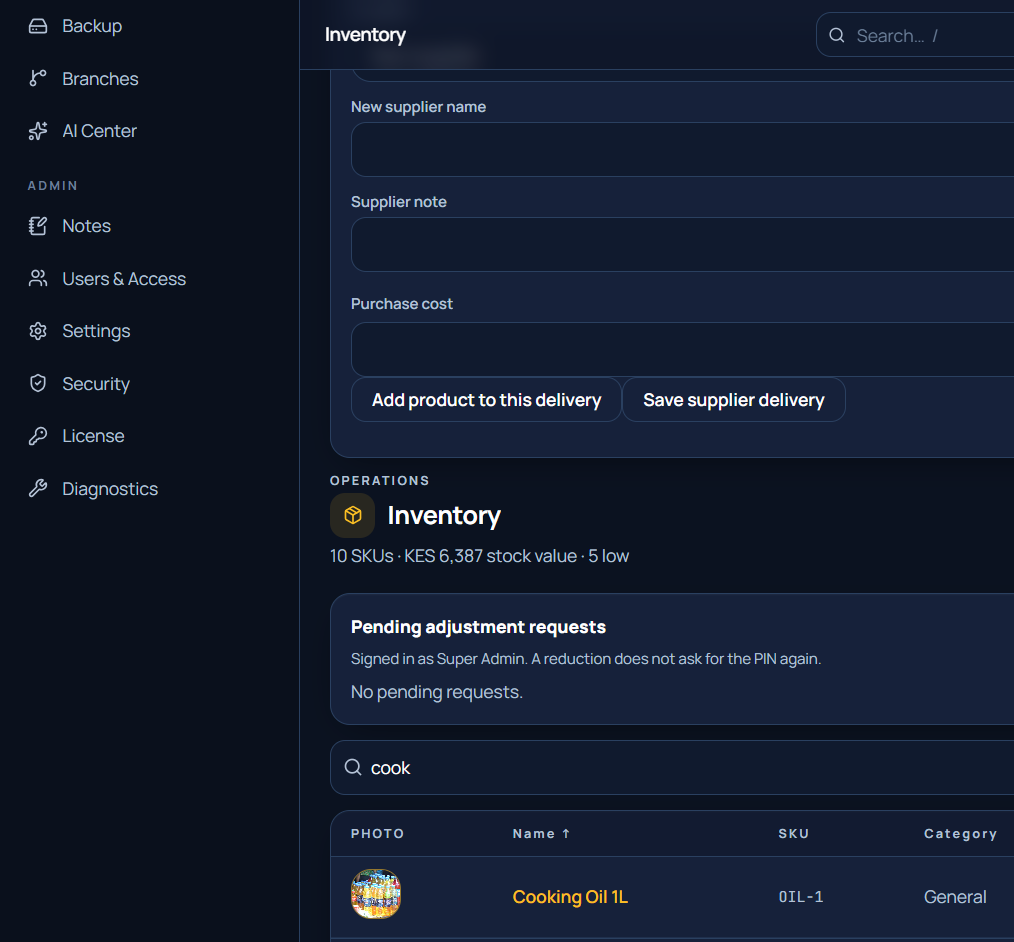 Backup
Branches
AI Center
ADMIN
Notes
Users & Access
Settings
Security
License
Diagnostics
Inventory
Search... /
New supplier name
Supplier note
Purchase cost
Add product to this delivery
Save supplier delivery
OPERATIONS
Inventory
10 SKUs · KES 6,387 stock value · 5 low
Pending adjustment requests
Signed in as Super Admin. A reduction does not ask for the PIN again.
No pending requests.
cook
PHOTO Name ↑ SKU Category
Cooking Oil 1L OIL-1 General